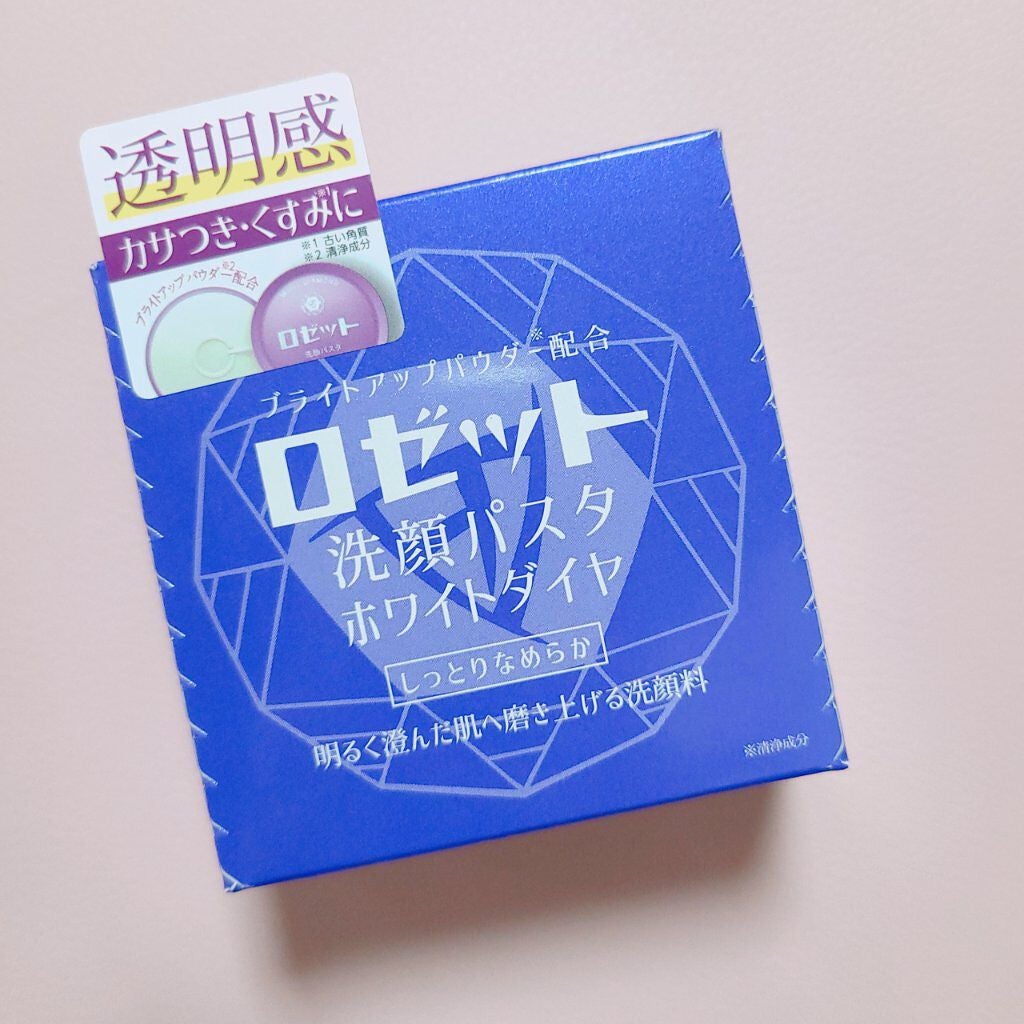 透明感
カサつき・くすみ※1に
※1 古い角質
※2 清浄成分
ブライトアップパウダー※2配合
ロゼット
洗顔パスタ
ブライトアップパウダー※配合
ロゼット
洗顔パスタ
ホワイトダイヤ
しっとりなめらか
明るく澄んだ肌へ磨き上げる洗顔料
※清浄成分